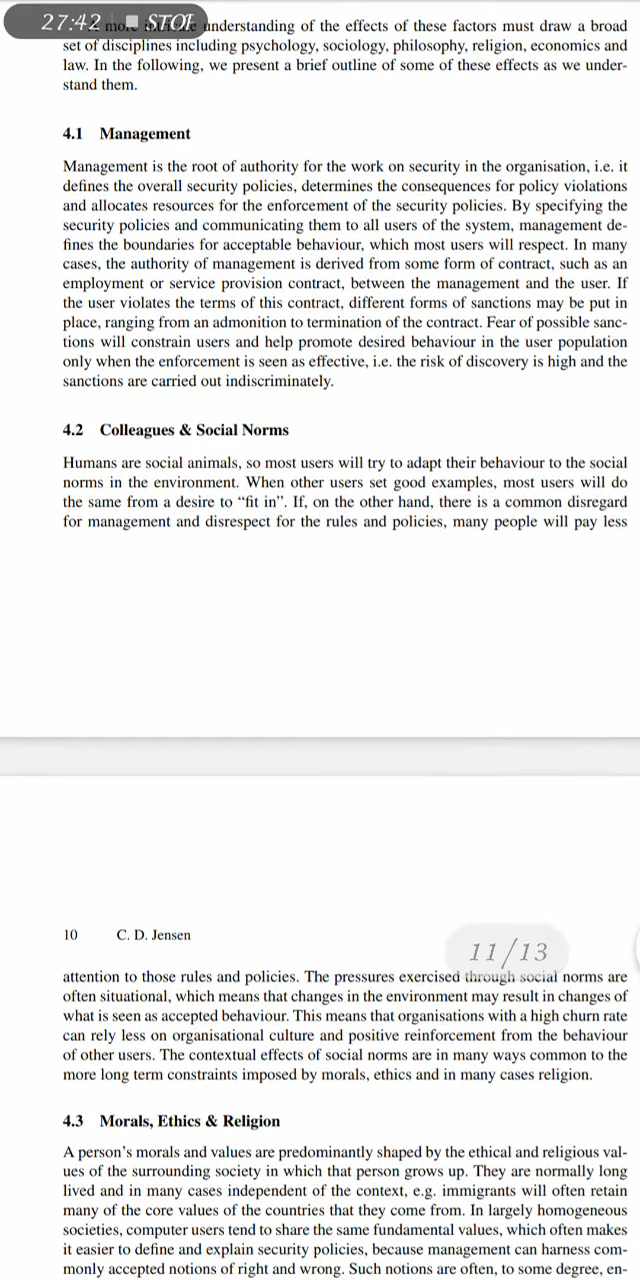 27:42 STOP
understanding of the effects of these factors must draw a broad
set of disciplines including psychology, sociology, philosophy, religion, economics and
law. In the following, we present a brief outline of some of these effects as we under-
stand them.
4.1 Management
Management is the root of authority for the work on security in the organisation, i.e. it
defines the overall security policies, determines the consequences for policy violations
and allocates resources for the enforcement of the security policies. By specifying the
security policies and communicating them to all users of the system, management de-
fines the boundaries for acceptable behaviour, which most users will respect. In many
cases, the authority of management is derived from some form of contract, such as an
employment or service provision contract, between the management and the user. If
the user violates the terms of this contract, different forms of sanctions may be put in
place, ranging from an admonition to termination of the contract. Fear of possible sanc-
tions will constrain users and help promote desired behaviour in the user population
only when the enforcement is seen as effective, i.e. the risk of discovery is high and the
sanctions are carried out indiscriminately.
4.2 Colleagues & Social Norms
Humans are social animals, so most users will try to adapt their behaviour to the social
norms in the environment. When other users set good examples, most users will do
the same from a desire to “fit in”. If, on the other hand, there is a common disregard
for management and disrespect for the rules and policies, many people will pay less
10 C. D. Jensen
11/13
attention to those rules and policies. The pressures exercised through social norms are
often situational, which means that changes in the environment may result in changes of
what is seen as accepted behaviour. This means that organisations with a high churn rate
can rely less on organisational culture and positive reinforcement from the behaviour
of other users. The contextual effects of social norms are in many ways common to the
more long term constraints imposed by morals, ethics and in many cases religion.
4.3 Morals, Ethics & Religion
A person’s morals and values are predominantly shaped by the ethical and religious val-
ues of the surrounding society in which that person grows up. They are normally long
lived and in many cases independent of the context, e.g. immigrants will often retain
many of the core values of the countries that they come from. In largely homogeneous
societies, computer users tend to share the same fundamental values, which often makes
it easier to define and explain security policies, because management can harness com-
monly accepted notions of right and wrong. Such notions are often, to some degree, en-